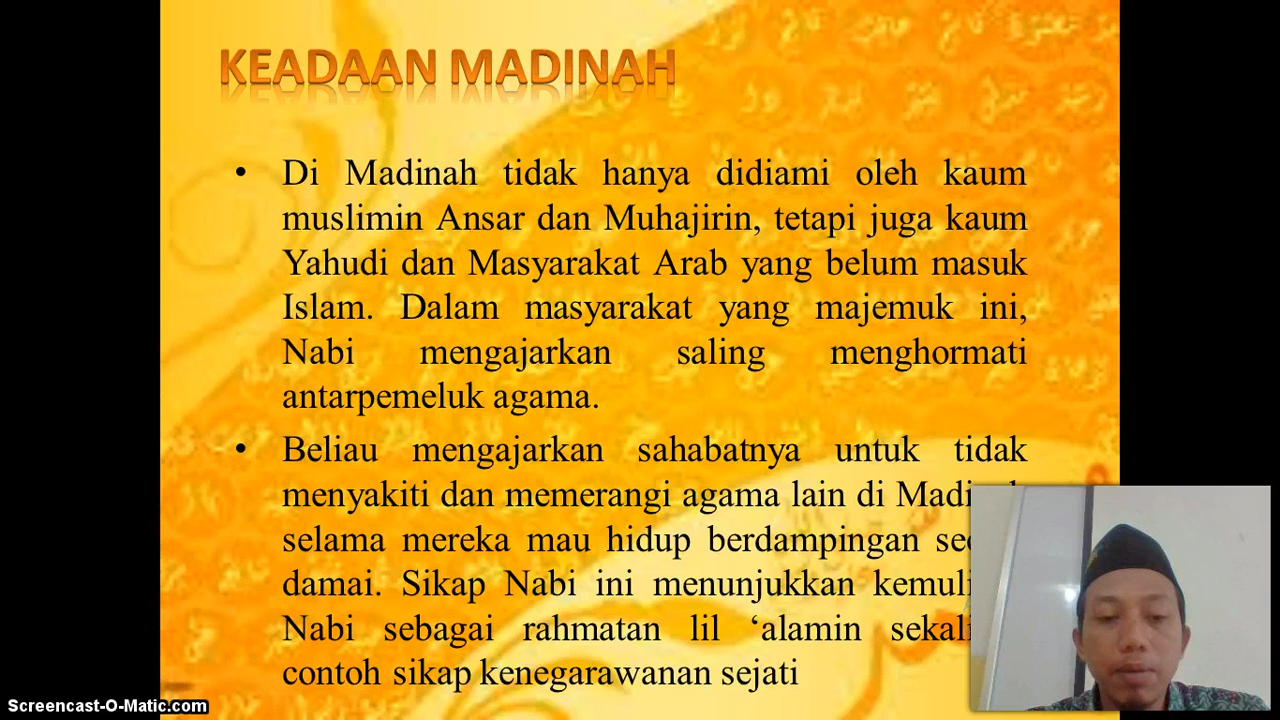 KEADAAN MADINAH
• Di Madinah tidak hanya didiami oleh kaum
muslimin Ansar dan Muhajirin, tetapi juga kaum
Yahudi dan Masyarakat Arab yang belum masuk
Islam. Dalam masyarakat yang majemuk ini,
Nabi mengajarkan saling menghormati
antarpemeluk agama.
• Beliau mengajarkan sahabatnya untuk tidak
menyakiti dan memerangi agama lain di
selama mereka mau hidup berdampingan
damai. Sikap Nabi ini menunjukkan
Nabi sebagai rahmatan lil ‘alamin
contoh sikap kenegarawanan sejati
Screencast-O-Matic.com